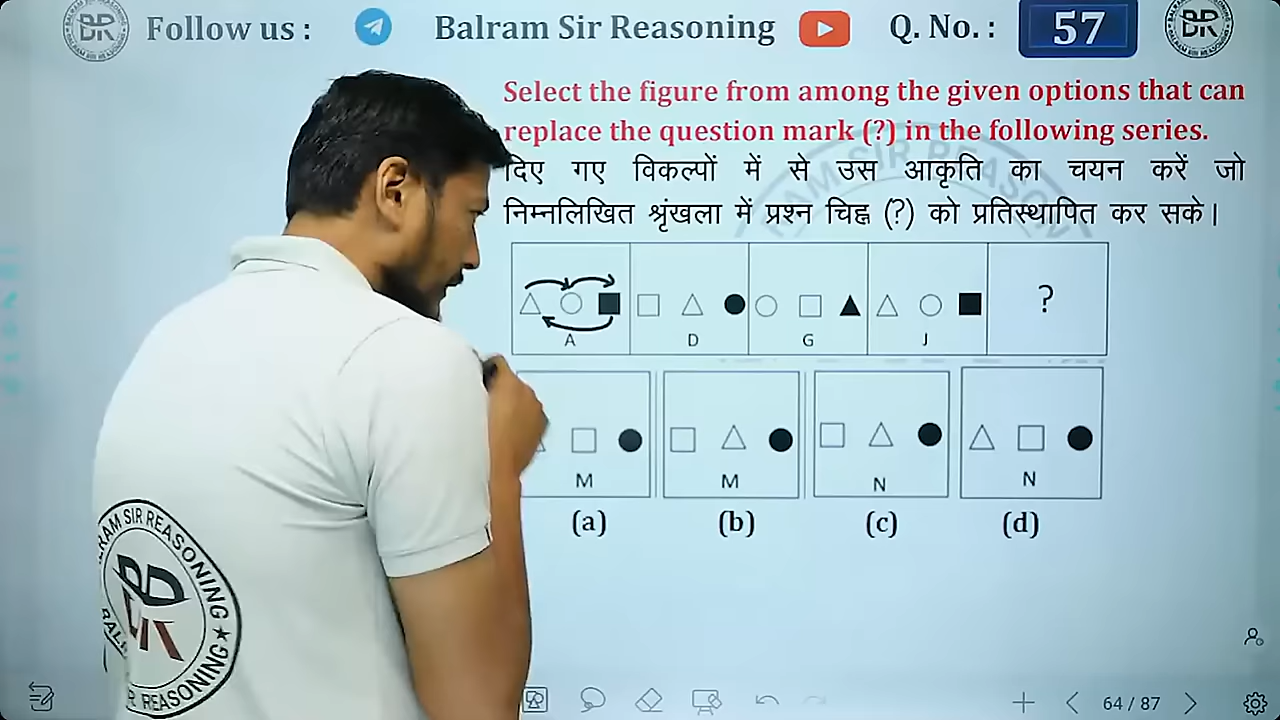 Follow us :
Balram Sir Reasoning
Q. No. :
57
Select the figure from among the given options that can
replace the question mark (?) in the following series.
दिए गए विकल्पों में से उस आकृति का चयन करें जो
निम्नलिखित श्रृंखला में प्रश्न चिह्न (?) को प्रतिस्थापित कर सके।
?
A D G J
M M N N
(a) (b) (c) (d)
BR
SIR REASONING
64 / 87